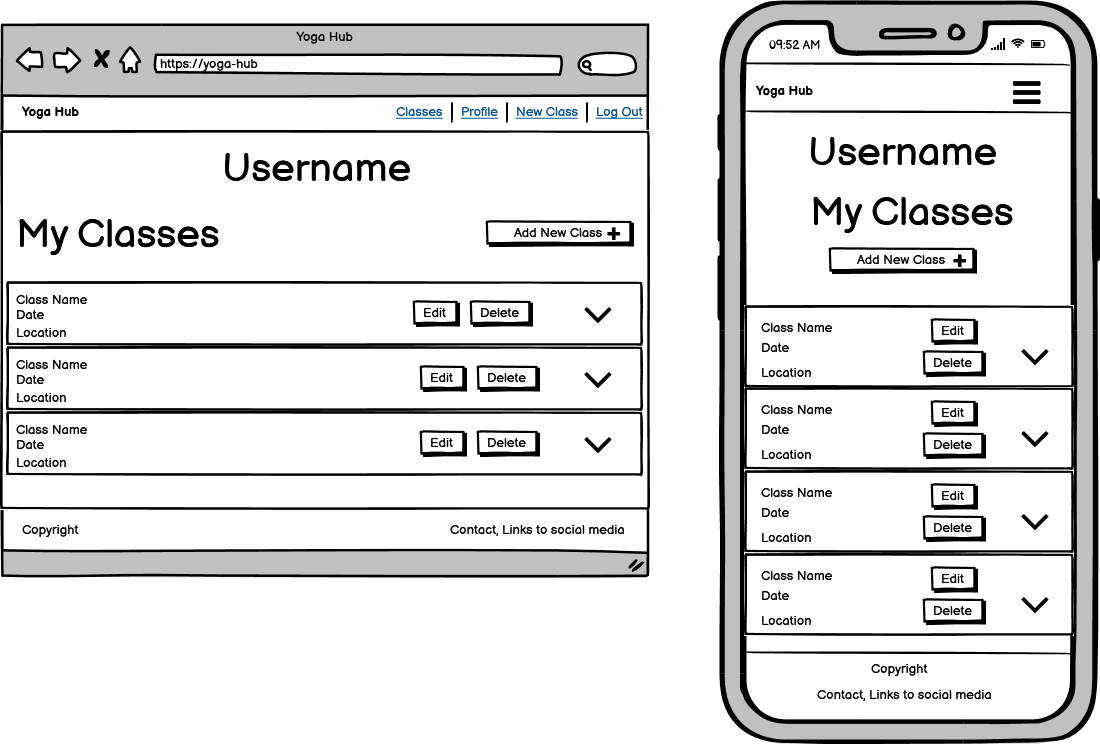 Yoga Hub
https://yoga-hub
Yoga Hub
Classes
Profile
New Class
Log Out
Username
My Classes
Add New Class
Class Name
Date
Location
Edit
Delete
Class Name
Date
Location
Edit
Delete
Class Name
Date
Location
Edit
Delete
Copyright
Contact, Links to social media
09:52 AM
Yoga Hub
Username
My Classes
Add New Class
Class Name
Date
Location
Edit
Delete
Class Name
Date
Location
Edit
Delete
Class Name
Date
Location
Edit
Delete
Class Name
Date
Location
Edit
Delete
Copyright
Contact, Links to social media